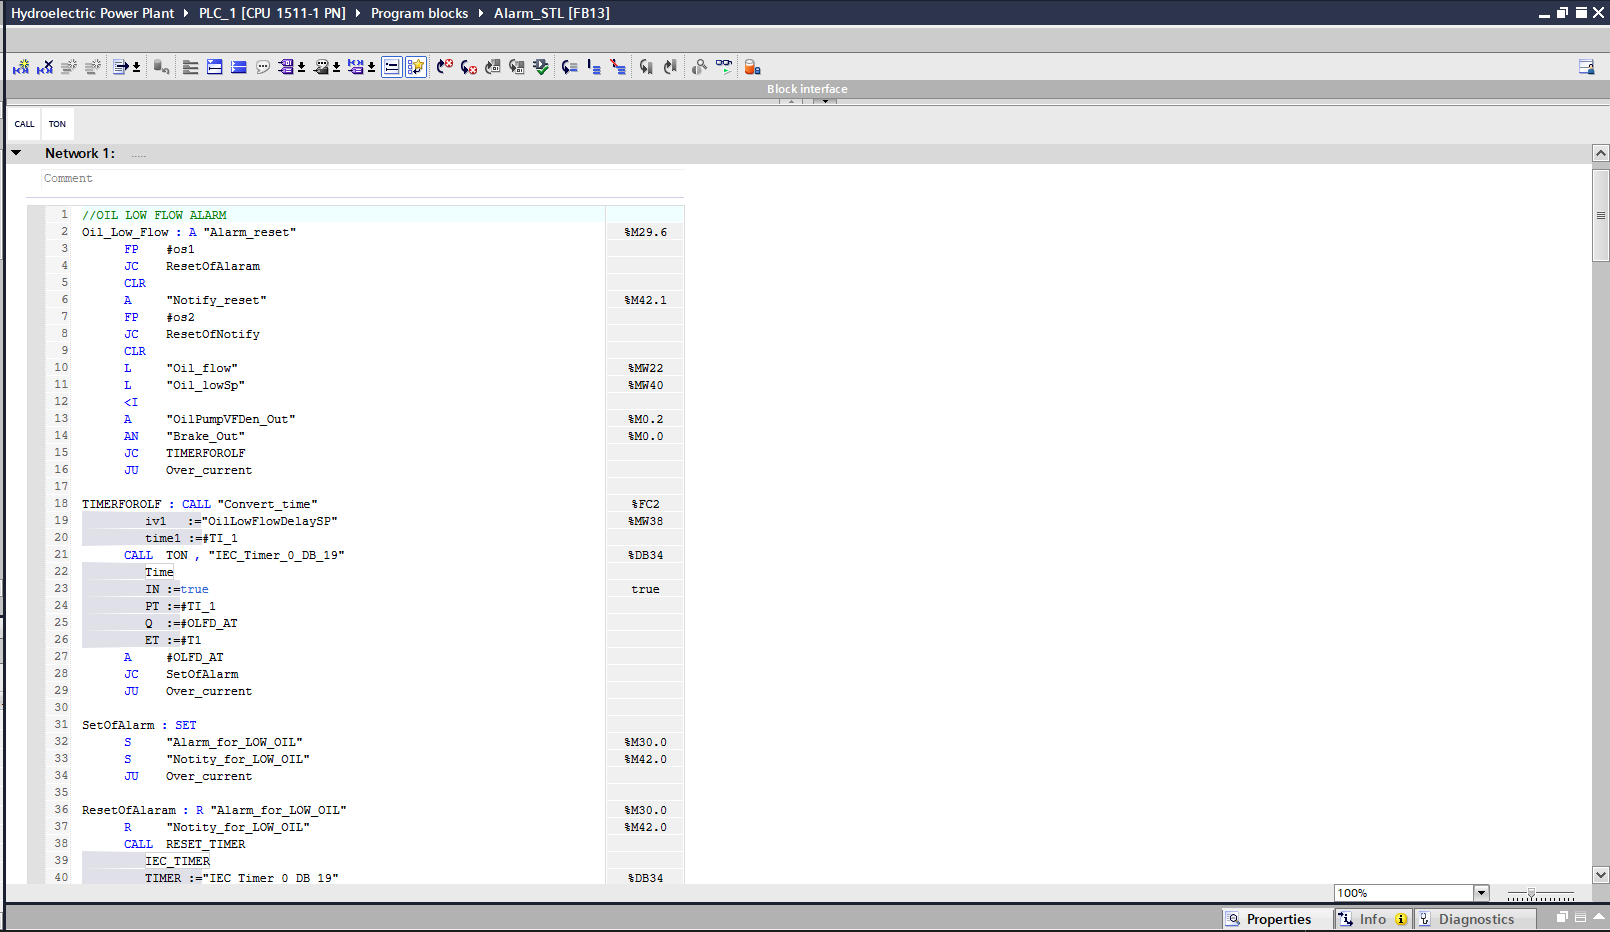 Hydroelectric Power Plant ▸ PLC_1 [CPU 1511-1 PN] ▸ Program blocks ▸ Alarm_STL [FB13]
Block interface
CALL TON
Network 1: .....
Comment
1 //OIL LOW FLOW ALARM
2 Oil_Low_Flow : A "Alarm_reset" %M29.6
3 FP #os1
4 JC ResetOfAlaram
5 CLR
6 A "Notify_reset" %M42.1
7 FP #os2
8 JC ResetOfNotify
9 CLR
10 L "Oil_flow" %MW22
11 L "Oil_lowSp" %MW40
12 <I
13 A "OilPumpVFDen_Out" %M0.2
14 AN "Brake_Out" %M0.0
15 JC TIMERFOROLF
16 JU Over_current
17
18 TIMERFOROLF : CALL "Convert_time" %FC2
19 iv1 :="OilLowFlowDelaySP" %MW38
20 time1 :=#TI_1
21 CALL TON , "IEC_Timer_0_DB_19" %DB34
22 Time
23 IN :=true true
24 PT :=#TI_1
25 Q :=#OLFD_AT
26 ET :=#T1
27 A #OLFD_AT
28 JC SetOfAlarm
29 JU Over_current
30
31 SetOfAlarm : SET
32 S "Alarm_for_LOW_OIL" %M30.0
33 S "Notity_for_LOW_OIL" %M42.0
34 JU Over_current
35
36 ResetOfAlaram : R "Alarm_for_LOW_OIL" %M30.0
37 R "Notity_for_LOW_OIL" %M42.0
38 CALL RESET_TIMER
39 IEC_TIMER
40 TIMER :="IEC_Timer_0_DB_19" %DB34
100%
Properties Info Diagnostics